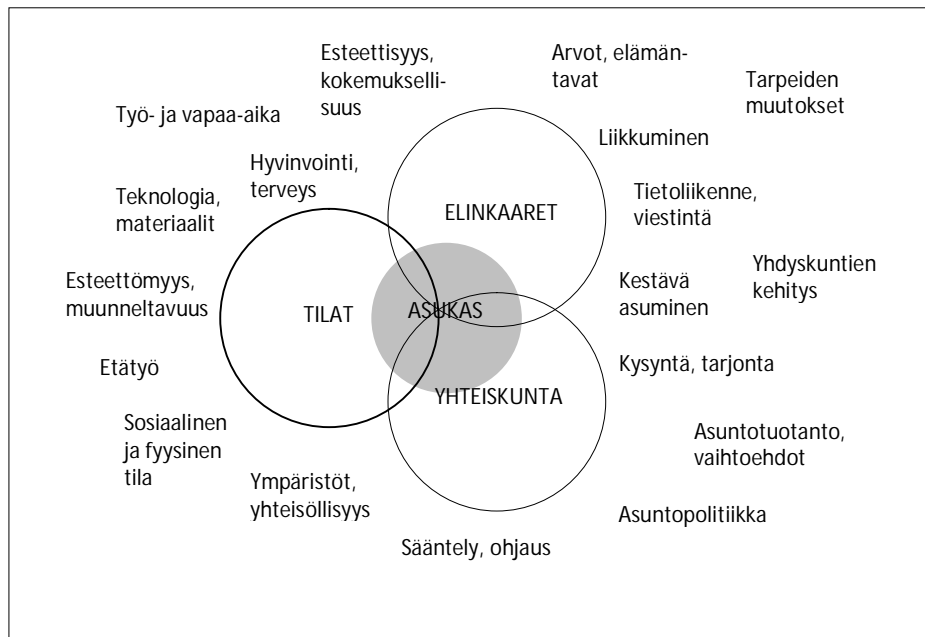 Esteettisyys,
kokemukselli-
suus
Arvot, elämän-
tavat
Tarpeiden
muutokset
Työ- ja vapaa-aika
Liikkuminen
Hyvinvointi,
terveys
Teknologia,
materiaalit
ELINKAARET
Tietoliikenne,
viestintä
Esteettömyys,
muunneltavuus
TILAT
ASUKAS
Kestävä
asuminen
Yhdyskuntien
kehitys
Etätyö
Kysyntä, tarjonta
YHTEISKUNTA
Sosiaalinen
ja fyysinen
tila
Asuntotuotanto,
vaihtoehdot
Ympäristöt,
yhteisöllisyys
Asuntopolitiikka
Sääntely, ohjaus